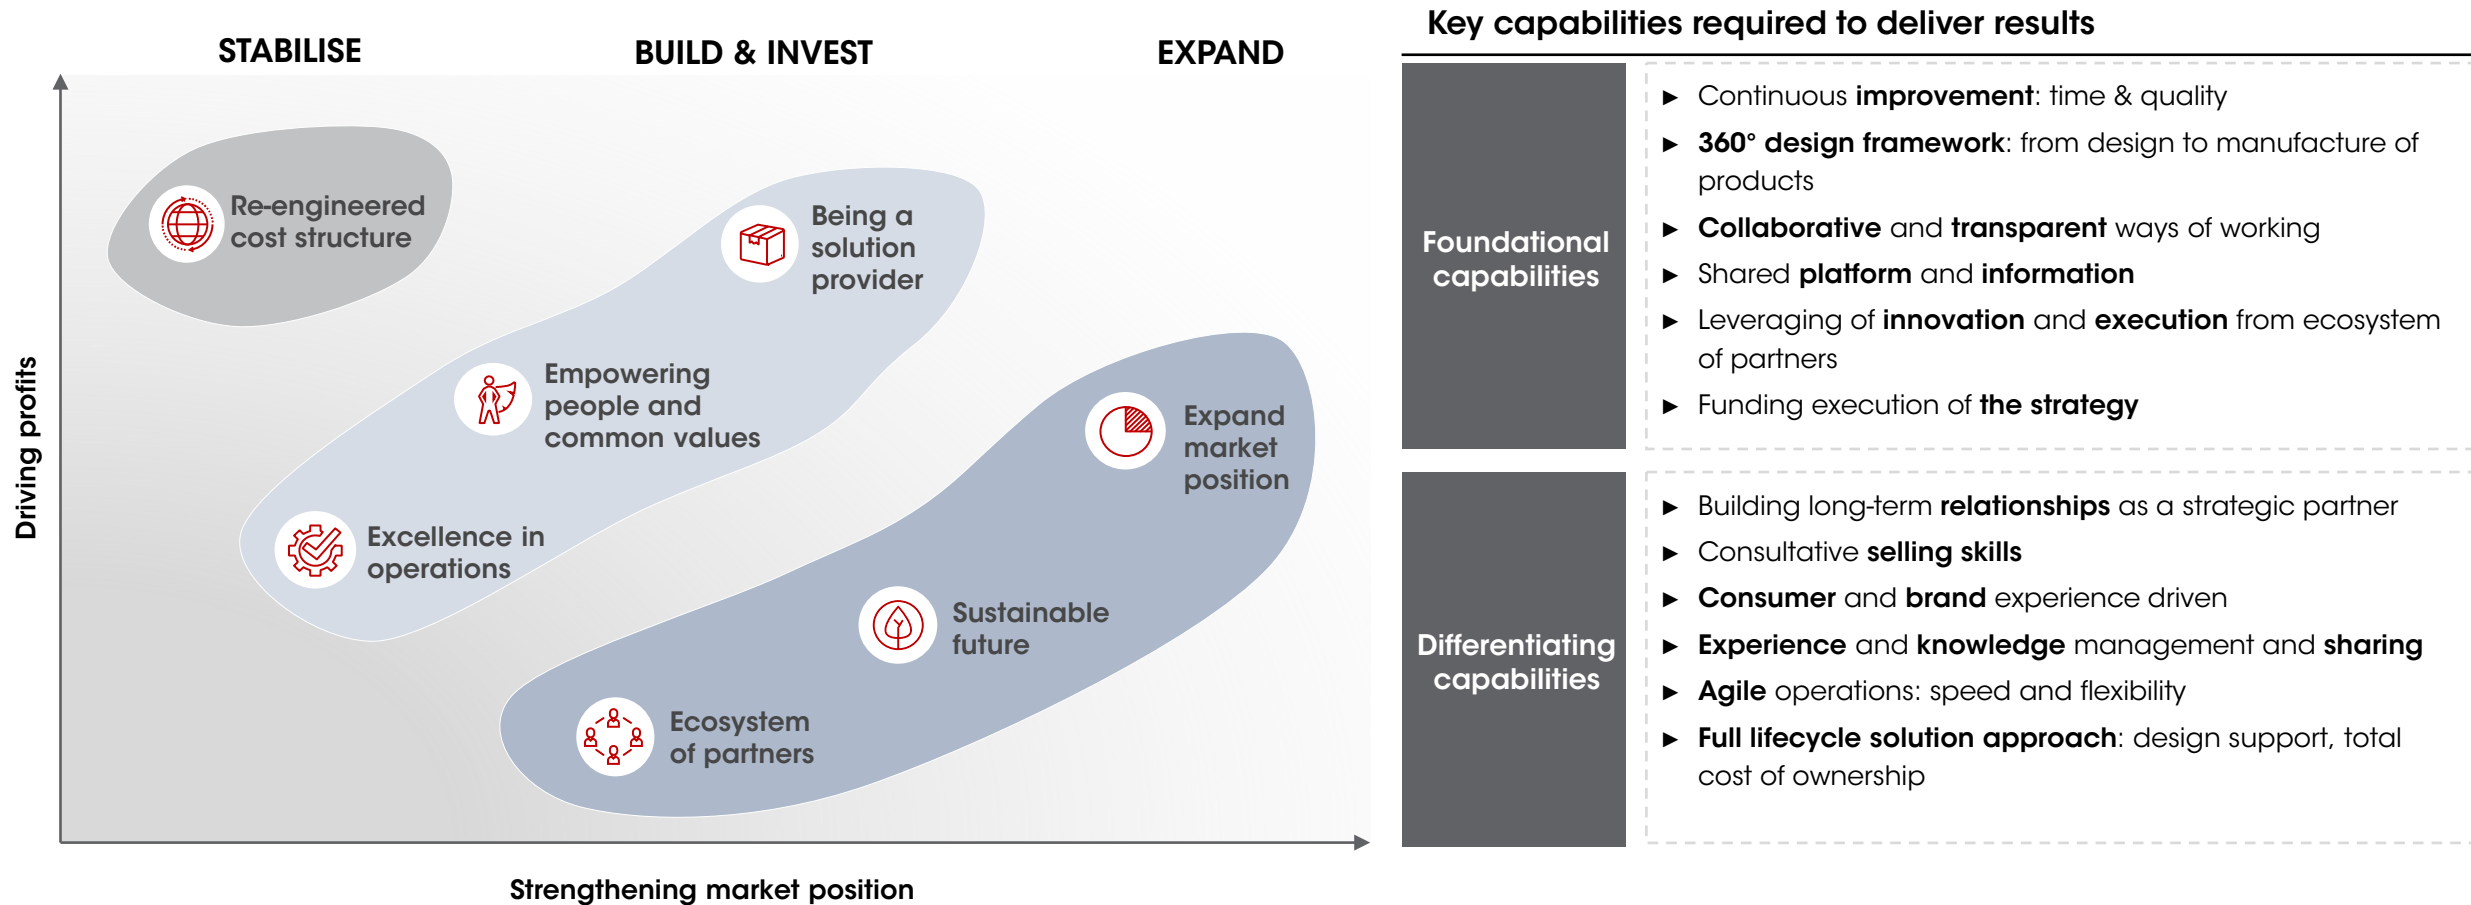 STABILISE
BUILD & INVEST
EXPAND
Driving profits
Re-engineered
cost structure
Being a
solution
provider
Empowering
people and
common values
Excellence in
operations
Expand
market
position
Sustainable
future
Ecosystem
of partners
Strengthening market position
Key capabilities required to deliver results
Foundational
capabilities
► Continuous improvement: time & quality
► 360° design framework: from design to manufacture of
products
► Collaborative and transparent ways of working
► Shared platform and information
► Leveraging of innovation and execution from ecosystem
of partners
► Funding execution of the strategy
Differentiating
capabilities
► Building long-term relationships as a strategic partner
► Consultative selling skills
► Consumer and brand experience driven
► Experience and knowledge management and sharing
► Agile operations: speed and flexibility
► Full lifecycle solution approach: design support, total
cost of ownership